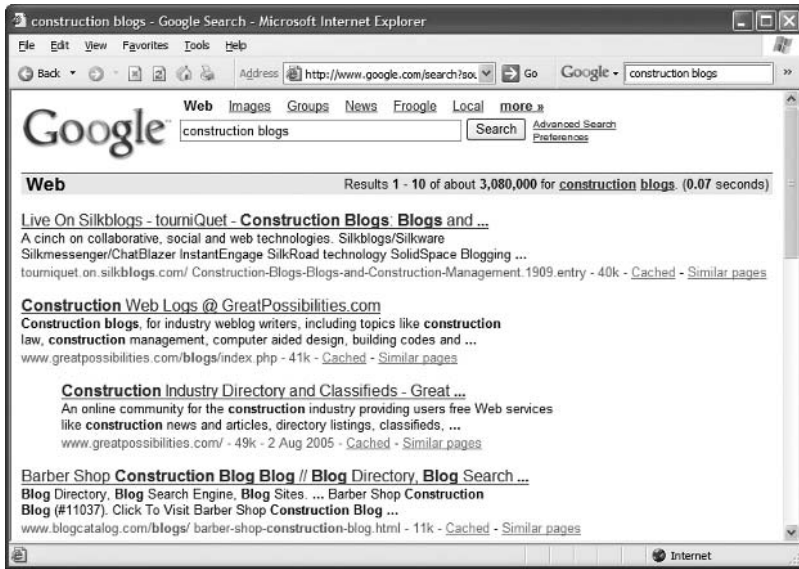 construction blogs - Google Search - Microsoft Internet Explorer
File Edit View Favorites Tools Help
Back Address http://www.google.com/search?sou Go Google construction blogs »
Google™
Web Images Groups News Froogle Local more »
construction blogs Search Advanced Search
Preferences
Web Results 1 - 10 of about 3,080,000 for construction blogs. (0.07 seconds)
Live On Silkblogs - tourniQuet - Construction Blogs: Blogs and ...
A cinch on collaborative, social and web technologies. Silkblogs/Silkware
Silkmessenger/ChatBlazer InstantEngage SilkRoad technology SolidSpace Blogging ...
tourniquet.on.silkblogs.com/ Construction-Blogs-Blogs-and-Construction-Management.1909.entry - 40k - Cached - Similar pages
Construction Web Logs @ GreatPossibilities.com
Construction blogs, for industry weblog writers, including topics like construction
law, construction management, computer aided design, building codes and ...
www.greatpossibilities.com/blogs/index.php - 41k - Cached - Similar pages
Construction Industry Directory and Classifieds - Great ...
An online community for the construction industry providing users free Web services
like construction news and articles, directory listings, classifieds, ...
www.greatpossibilities.com/ - 49k - 2 Aug 2005 - Cached - Similar pages
Barber Shop Construction Blog Blog // Blog Directory, Blog Search ...
Blog Directory, Blog Search Engine, Blog Sites. ... Barber Shop Construction
Blog (#11037). Click To Visit Barber Shop Construction Blog ...
www.blogcatalog.com/blogs/ barber-shop-construction-blog.html - 11k - Cached - Similar pages
Internet